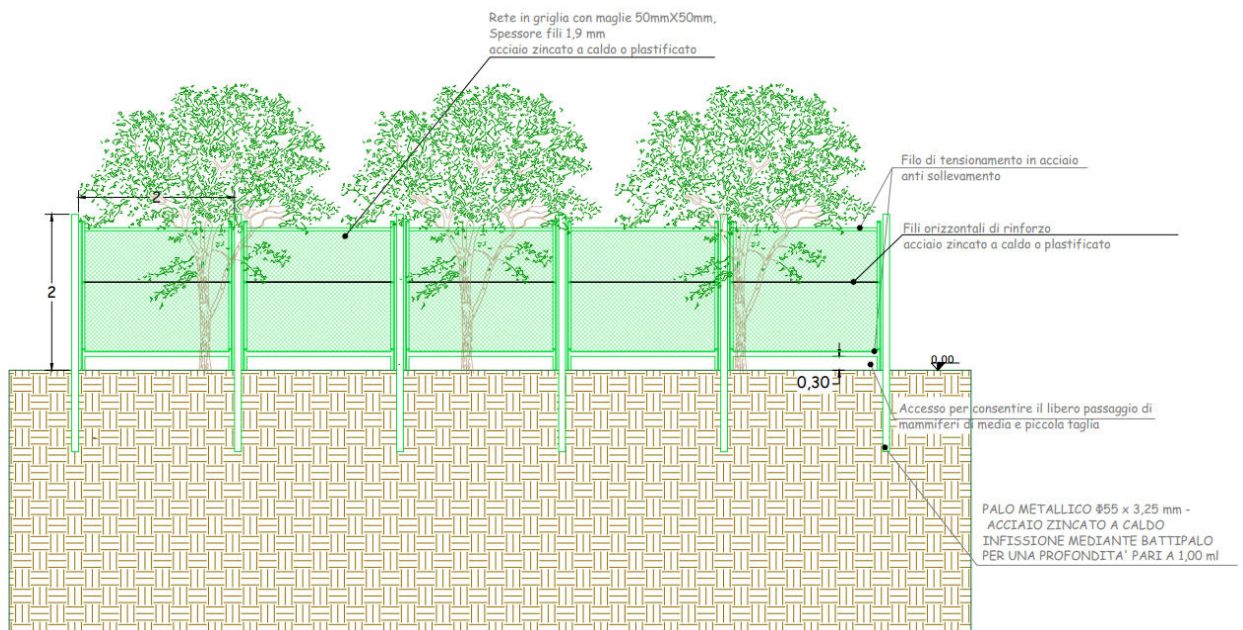 Rete in griglia con maglie 50mmX50mm,
Spessore fili 1,9 mm
acciaio zincato a caldo o plastificato
Filo di tensionamento in acciaio
anti sollevamento
2
Fili orizzontali di rinforzo
acciaio zincato a caldo o plastificato
2
0,00
0,30
Accesso per consentire il libero passaggio di
mammiferi di media e piccola taglia
PALO METALLICO Φ55 x 3,25 mm -
ACCIAIO ZINCATO A CALDO
INFISSIONE MEDIANTE BATTIPALO
PER UNA PROFONDITA' PARI A 1,00 ml